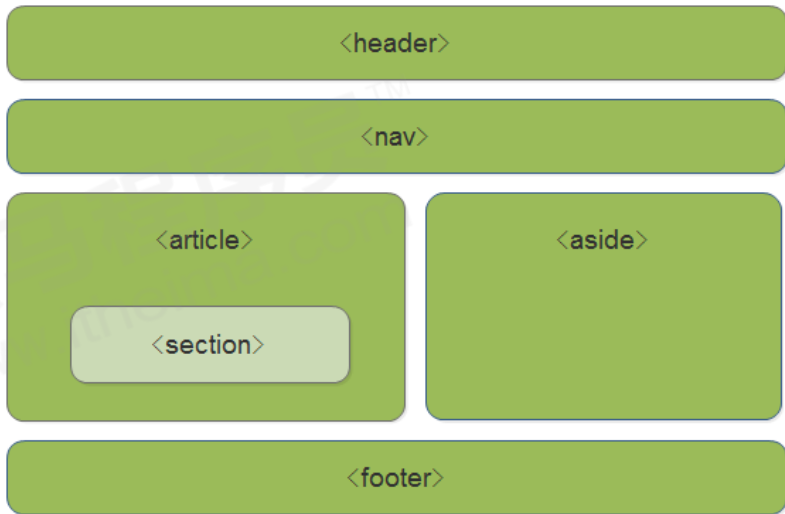 <header>
<nav>
<article>
<aside>
<section>
<footer>